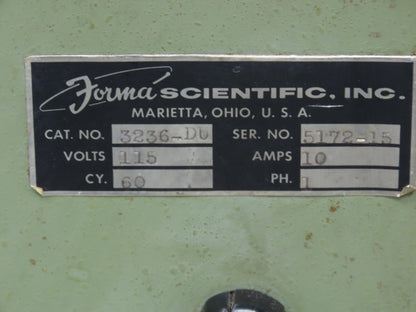 Forma SCIENTIFIC, INC.
MARIETTA, OHIO, U. S. A.
CAT. NO. 3236-DU SER. NO. 5172-15
VOLTS 115 AMPS 10
CY. 60 PH. 1